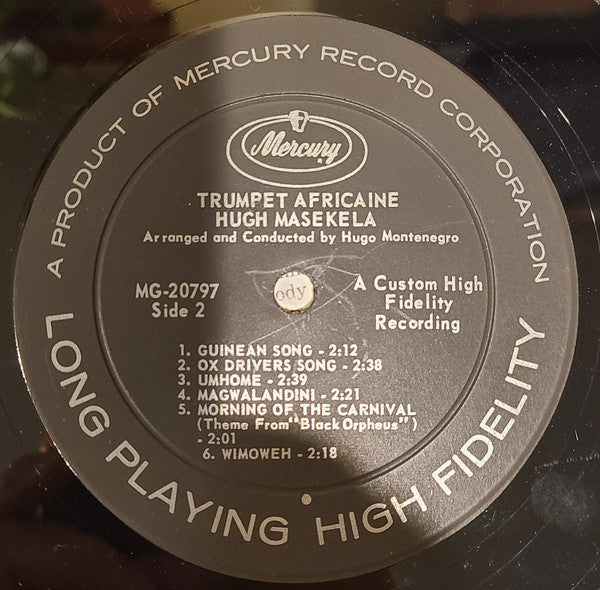 A PRODUCT OF MERCURY RECORD CORPORATION
Mercury
TRUMPET AFRICAINE
HUGH MASEKELA
Arranged and Conducted by Hugo Montenegro
MG-20797
Side 2
ody
A Custom High
Fidelity
Recording
1. GUINEAN SONG - 2:12
2. OX DRIVERS SONG - 2:38
3. UMHOME - 2:39
4. MAGWALANDINI - 2:21
5. MORNING OF THE CARNIVAL
(Theme From "Black Orpheus")
- 2:01
6. WIMOWEH - 2:18
LONG PLAYING HIGH FIDELITY